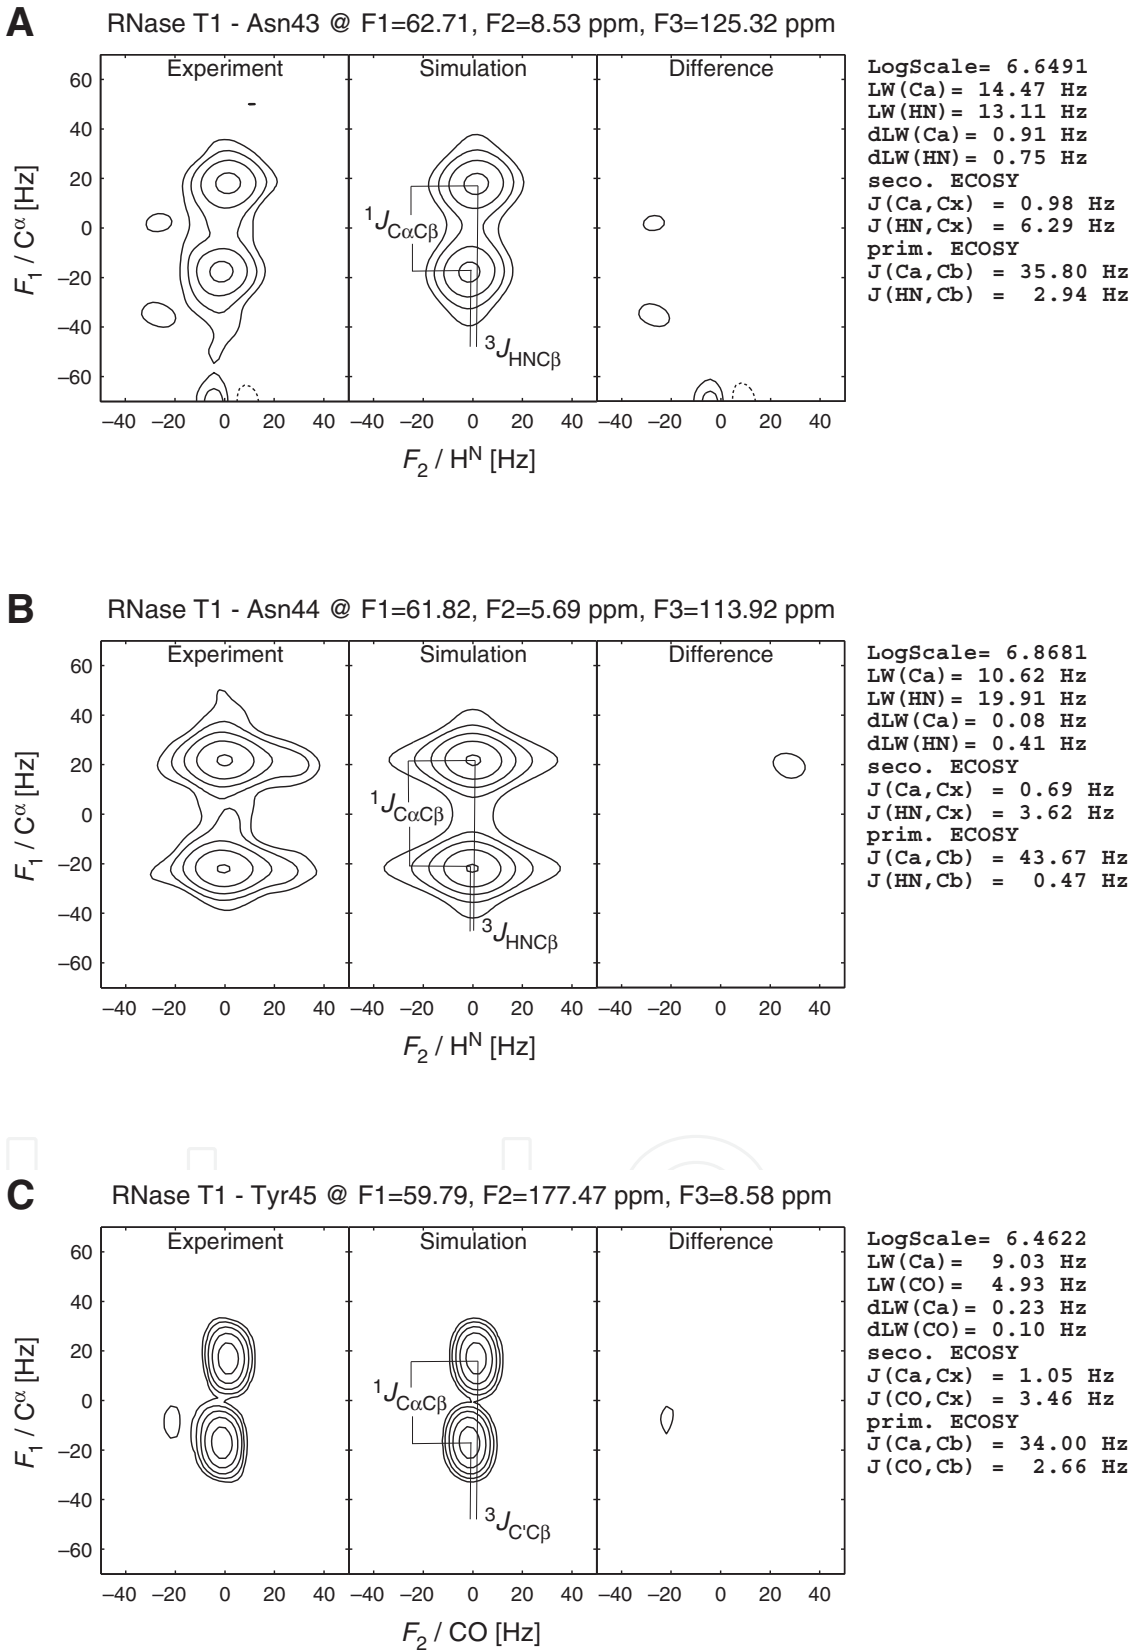 A
RNase T1 - Asn43 @ F1=62.71, F2=8.53 ppm, F3=125.32 ppm
Experiment Simulation Difference
60
40
20
0
−20
−40
−60
F1 / Cα [Hz]
1JCαCβ
3JHNCβ
−40 −20 0 20 40 −40 −20 0 20 40 −40 −20 0 20 40
F2 / HN [Hz]
LogScale= 6.6491
LW(Ca)= 14.47 Hz
LW(HN)= 13.11 Hz
dLW(Ca)= 0.91 Hz
dLW(HN)= 0.75 Hz
seco. ECOSY
J(Ca,Cx) = 0.98 Hz
J(HN,Cx) = 6.29 Hz
prim. ECOSY
J(Ca,Cb) = 35.80 Hz
J(HN,Cb) = 2.94 Hz
B
RNase T1 - Asn44 @ F1=61.82, F2=5.69 ppm, F3=113.92 ppm
Experiment Simulation Difference
60
40
20
0
−20
−40
−60
F1 / Cα [Hz]
1JCαCβ
3JHNCβ
−40 −20 0 20 40 −40 −20 0 20 40 −40 −20 0 20 40
F2 / HN [Hz]
LogScale= 6.8681
LW(Ca)= 10.62 Hz
LW(HN)= 19.91 Hz
dLW(Ca)= 0.08 Hz
dLW(HN)= 0.41 Hz
seco. ECOSY
J(Ca,Cx) = 0.69 Hz
J(HN,Cx) = 3.62 Hz
prim. ECOSY
J(Ca,Cb) = 43.67 Hz
J(HN,Cb) = 0.47 Hz
C
RNase T1 - Tyr45 @ F1=59.79, F2=177.47 ppm, F3=8.58 ppm
Experiment Simulation Difference
60
40
20
0
−20
−40
−60
F1 / Cα [Hz]
1JCαCβ
3JC'Cβ
−40 −20 0 20 40 −40 −20 0 20 40 −40 −20 0 20 40
F2 / CO [Hz]
LogScale= 6.4622
LW(Ca)= 9.03 Hz
LW(CO)= 4.93 Hz
dLW(Ca)= 0.23 Hz
dLW(CO)= 0.10 Hz
seco. ECOSY
J(Ca,Cx) = 1.05 Hz
J(CO,Cx) = 3.46 Hz
prim. ECOSY
J(Ca,Cb) = 34.00 Hz
J(CO,Cb) = 2.66 Hz